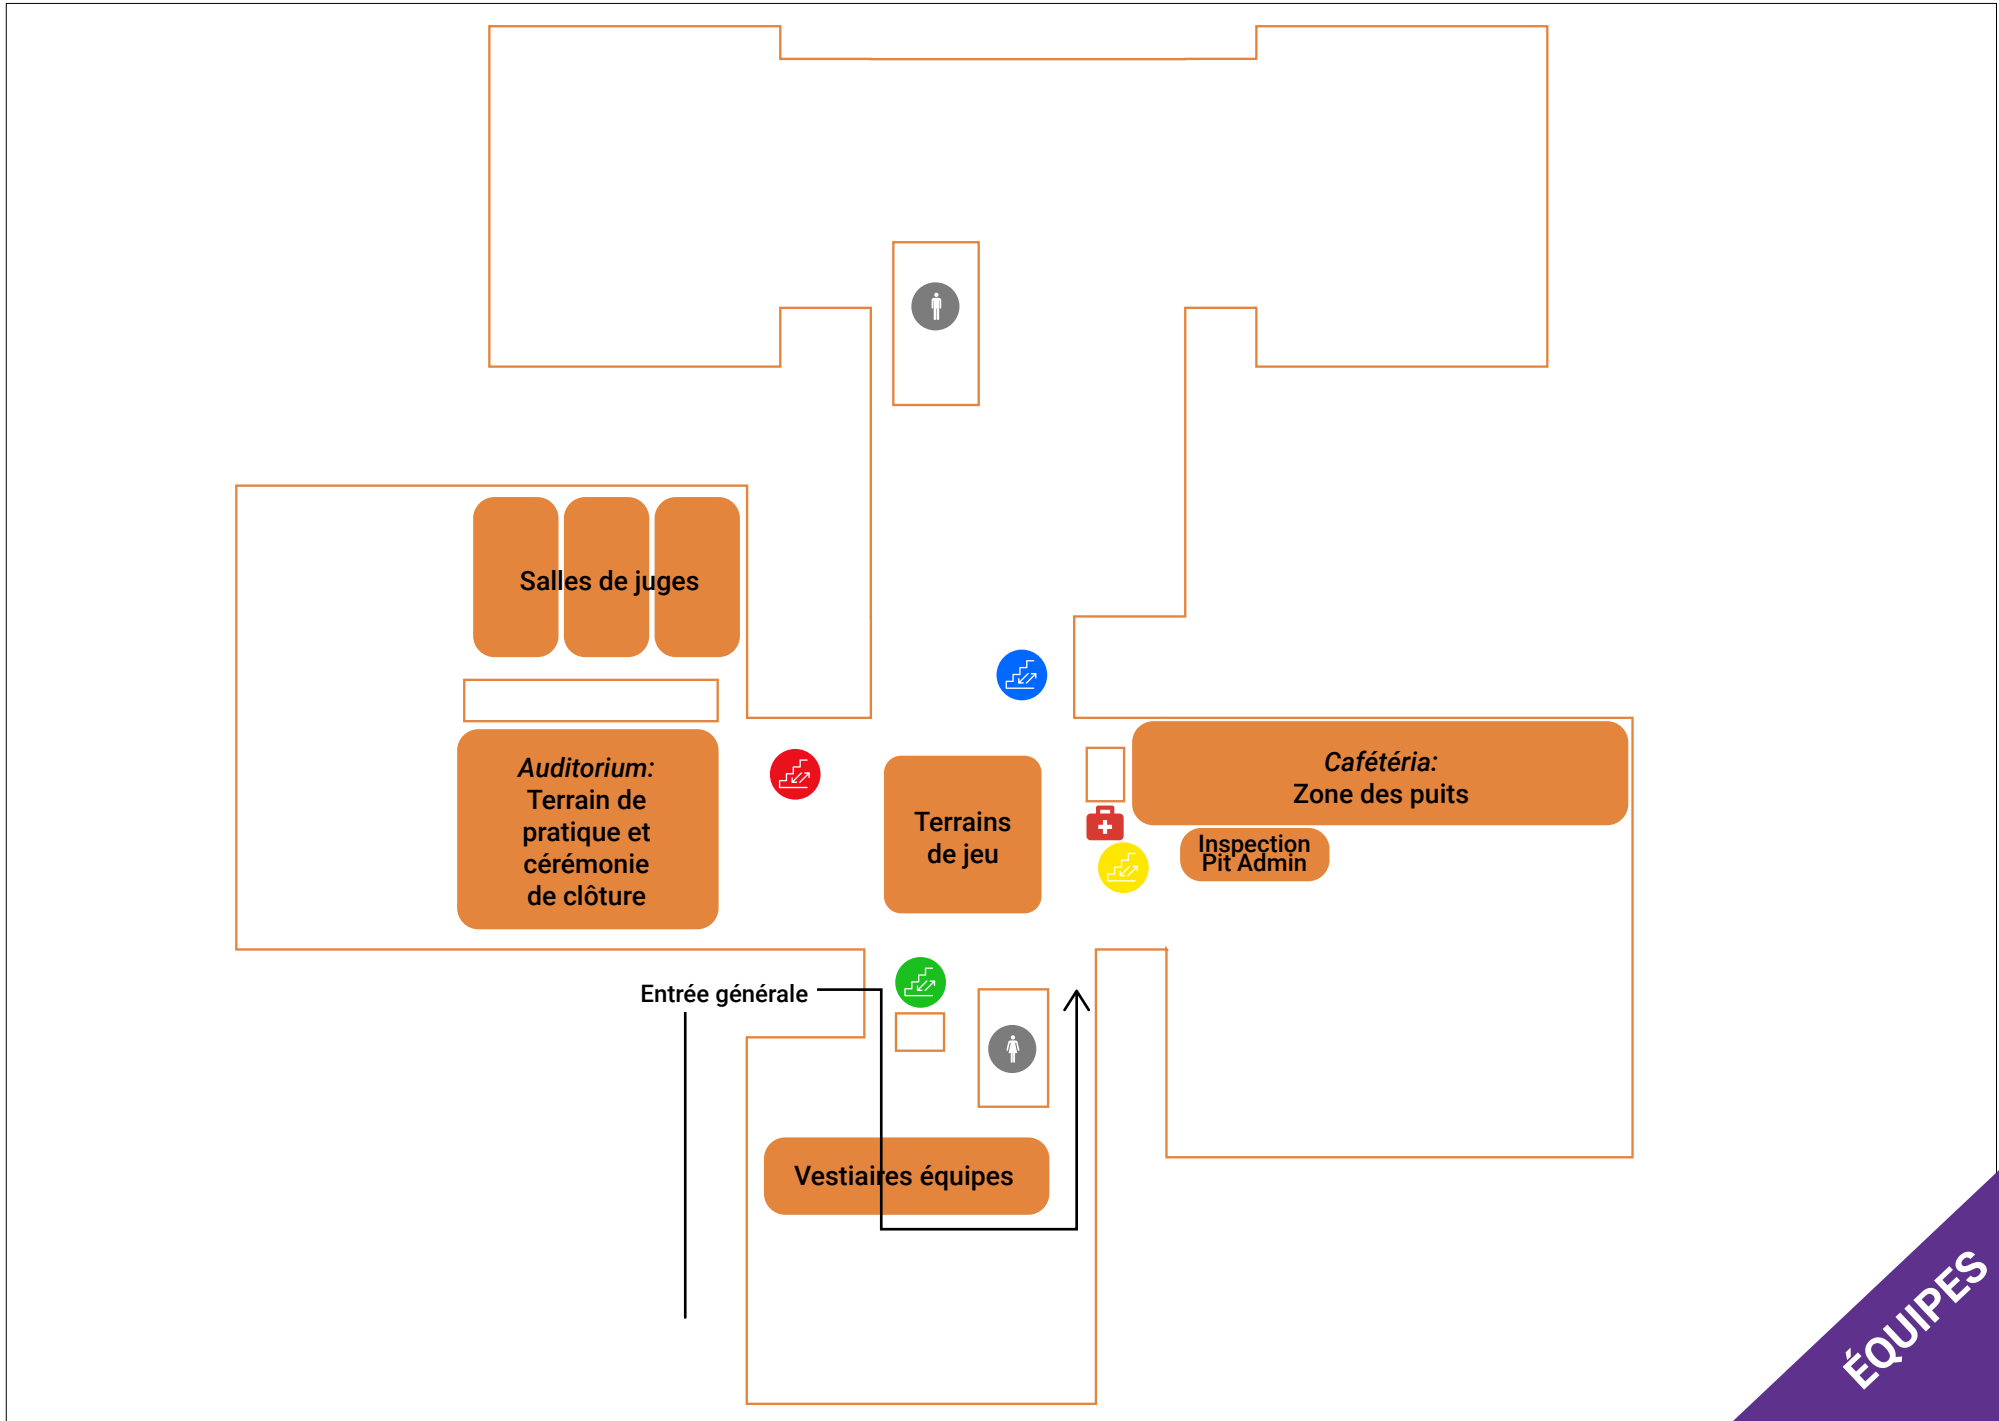 Salles de juges
Auditorium:
Terrain de
pratique et
cérémonie
de clôture
Terrains
de jeu
Cafétéria:
Zone des puits
Inspection
Pit Admin
Entrée générale
Vestiaires équipes
ÉQUIPES